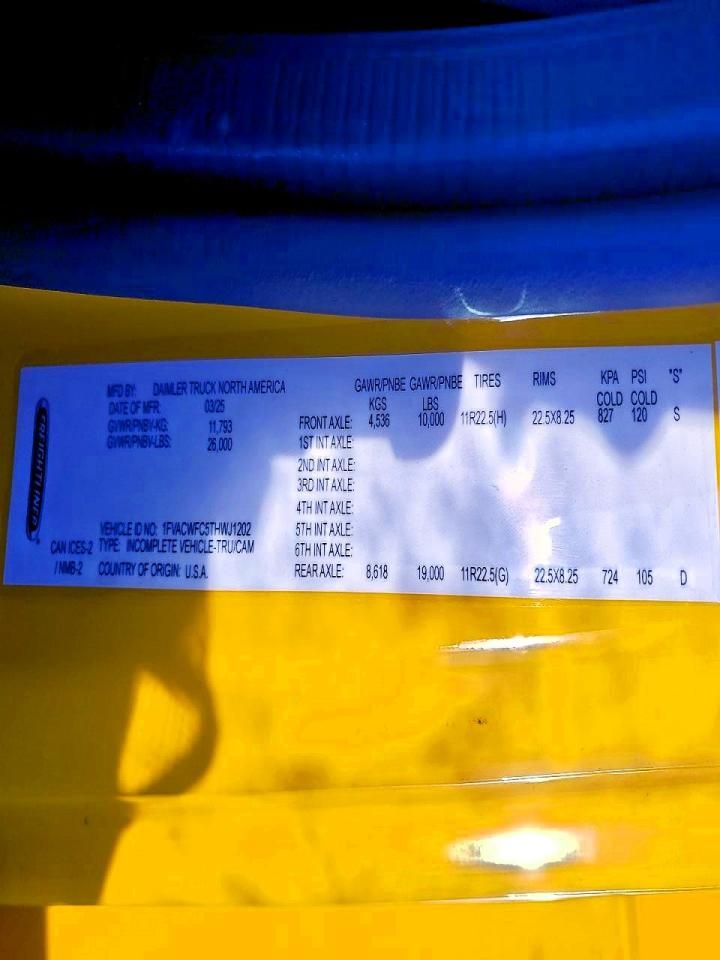 FREIGHTLINER
MFD BY: DAIMLER TRUCK NORTH AMERICA
DATE OF MFR: 03/25
GVWR/PNBV-KG: 11,793
GVWR/PNBV-LBS: 26,000
VEHICLE ID NO: 1FVACWFC5THWJ1202
CAN ICES-2 TYPE: INCOMPLETE VEHICLE-TRU/CAM
/ NMB-2 COUNTRY OF ORIGIN: U.S.A.
GAWR/PNBE GAWR/PNBE TIRES RIMS KPA PSI "S"
KGS LBS COLD COLD
FRONT AXLE: 4,536 10,000 11R22.5(H) 22.5X8.25 827 120 S
1ST INT AXLE:
2ND INT AXLE:
3RD INT AXLE:
4TH INT AXLE:
5TH INT AXLE:
6TH INT AXLE:
REAR AXLE: 8,618 19,000 11R22.5(G) 22.5X8.25 724 105 D